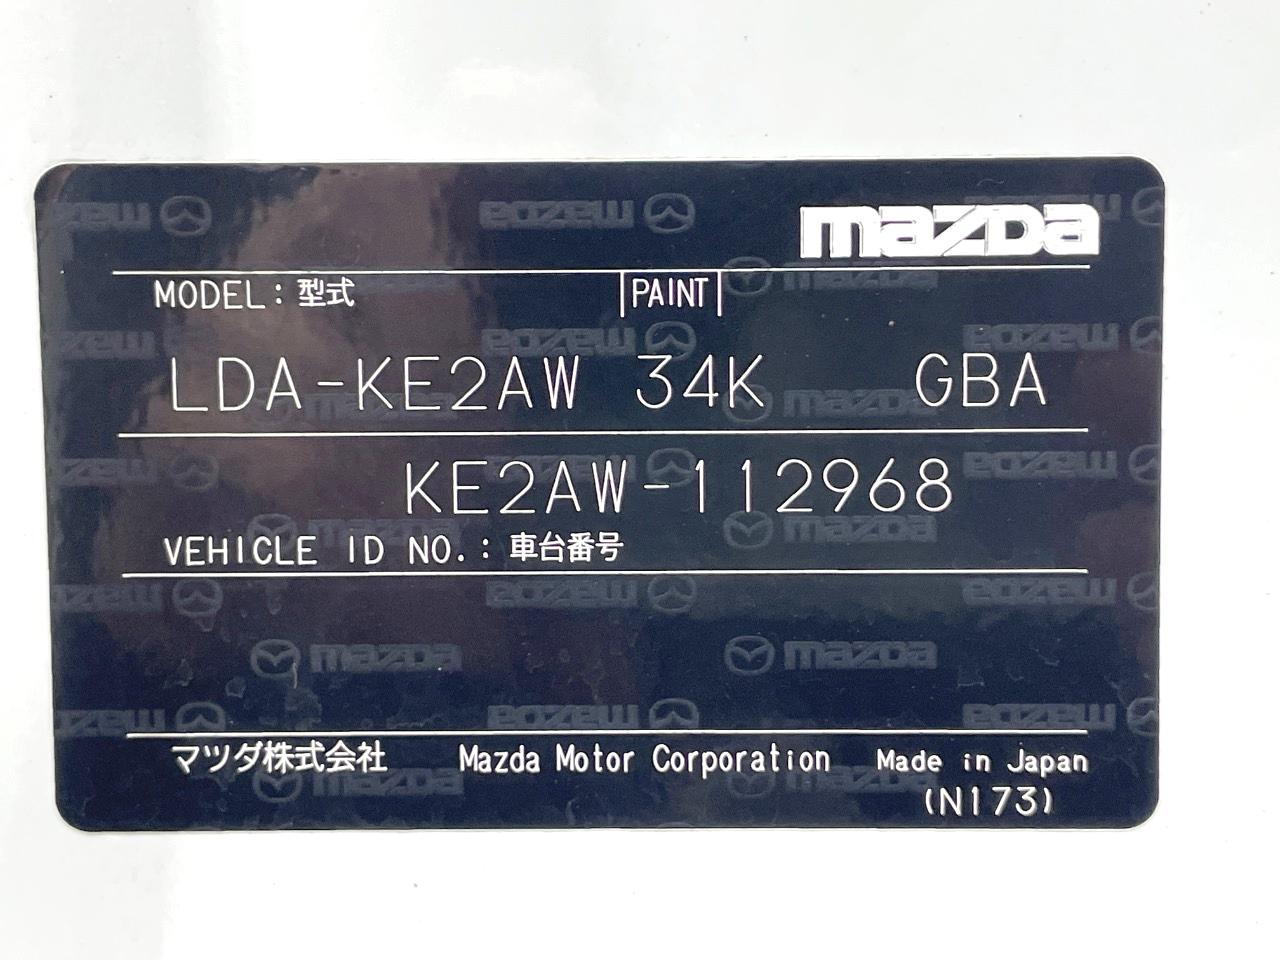 mazda
MODEL: 型式 PAINT
LDA-KE2AW 34K GBA
KE2AW-112968
VEHICLE ID NO.: 車台番号
マツダ株式会社 Mazda Motor Corporation Made in Japan
(N173)